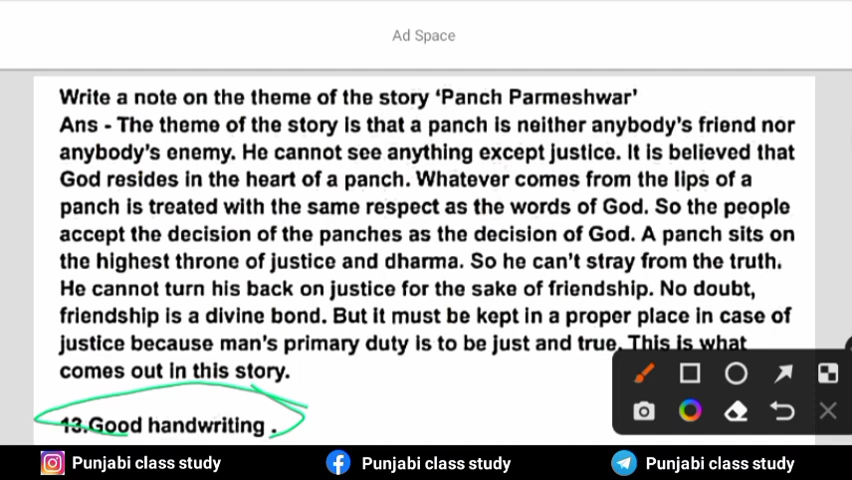 Ad Space
Write a note on the theme of the story ‘Panch Parmeshwar’
Ans - The theme of the story is that a panch is neither anybody's friend nor
anybody's enemy. He cannot see anything except justice. It is believed that
God resides in the heart of a panch. Whatever comes from the lips of a
panch is treated with the same respect as the words of God. So the people
accept the decision of the panches as the decision of God. A panch sits on
the highest throne of justice and dharma. So he can't stray from the truth.
He cannot turn his back on justice for the sake of friendship. No doubt,
friendship is a divine bond. But it must be kept in a proper place in case of
justice because man's primary duty is to be just and true. This is what
comes out in this story.
13.Good handwriting .
Punjabi class study Punjabi class study Punjabi class study